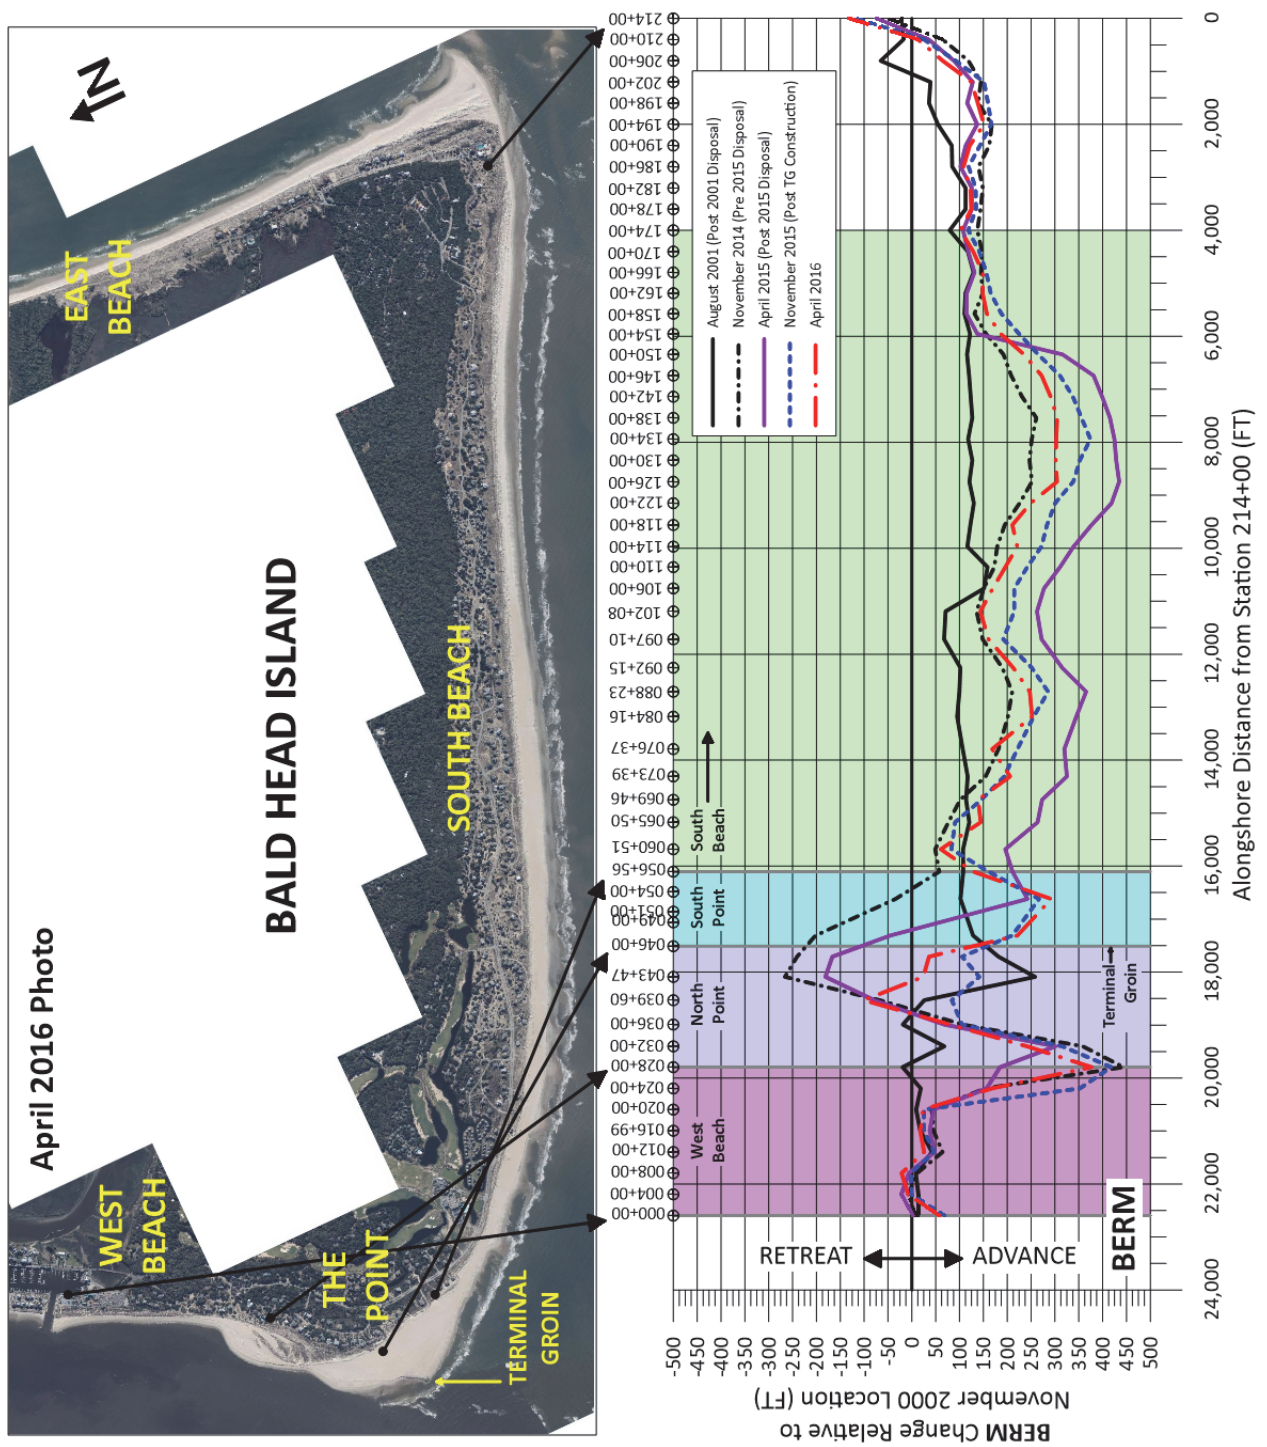 April 2016 Photo
BALD HEAD ISLAND
N
WEST
BEACH
THE
POINT
TERMINAL
GROIN
SOUTH BEACH
EAST
BEACH
000+00
004+00
008+00
012+00
016+99
020+00
024+00
028+00
032+00
036+00
039+60
043+47
046+00
049+00
051+00
054+00
056+56
060+51
065+50
069+46
073+39
076+37
084+16
088+23
092+15
097+10
102+08
106+00
110+00
114+00
118+00
122+00
126+00
130+00
134+00
138+00
142+00
146+00
150+00
154+00
158+00
162+00
166+00
170+00
174+00
178+00
182+00
186+00
190+00
194+00
198+00
202+00
206+00
210+00
214+00
West
Beach
North
Point
South
Point
South
Beach
August 2001 (Post 2001 Disposal)
November 2014 (Pre 2015 Disposal)
April 2015 (Post 2015 Disposal)
November 2015 (Post TG Construction)
April 2016
RETREAT
ADVANCE
Terminal
Groin
BERM
BERM Change Relative to
November 2000 Location (FT)
-500
-450
-400
-350
-300
-250
-200
-150
-100
-50
0
50
100
150
200
250
300
350
400
450
500
24,000
22,000
20,000
18,000
16,000
14,000
12,000
10,000
8,000
6,000
4,000
2,000
0
Alongshore Distance from Station 214+00 (FT)